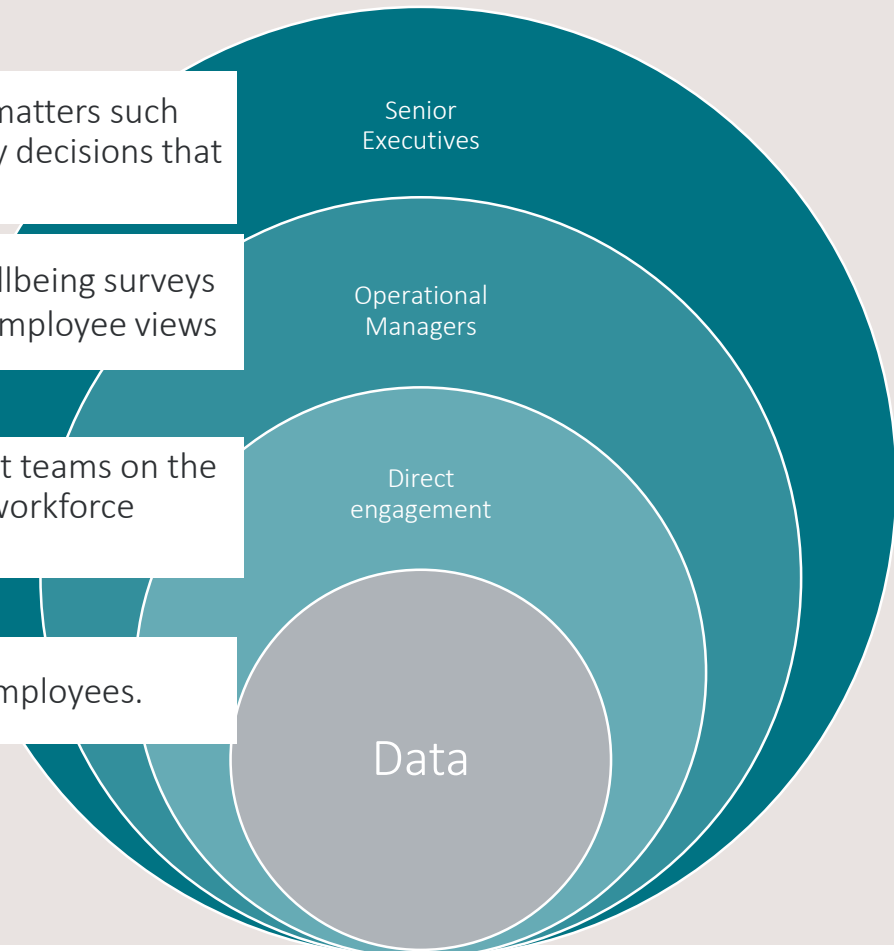 matters such
decisions that
Senior
Executives
llbeing surveys
mployee views
Operational
Managers
t teams on the
workforce
Direct
engagement
mployees.
Data